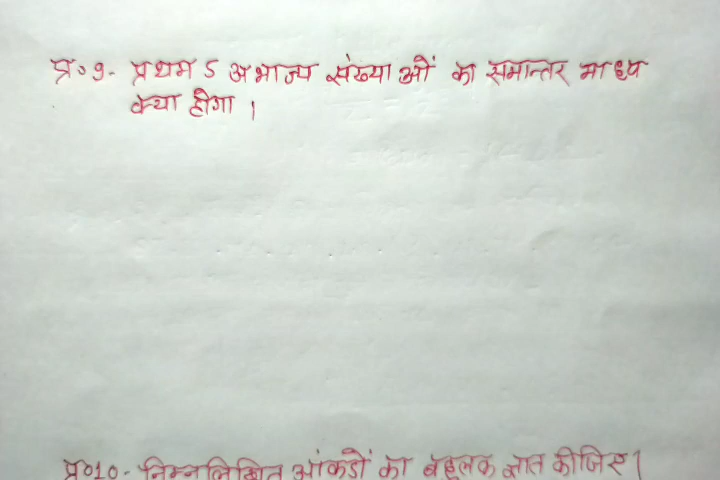 प्र०9- प्रथम 5 अभाज्य संख्याओं का समान्तर माध्य
क्या होगा ।
प्र०10- निम्नलिखित आंकडों का बहुलक ज्ञात कीजिए ।